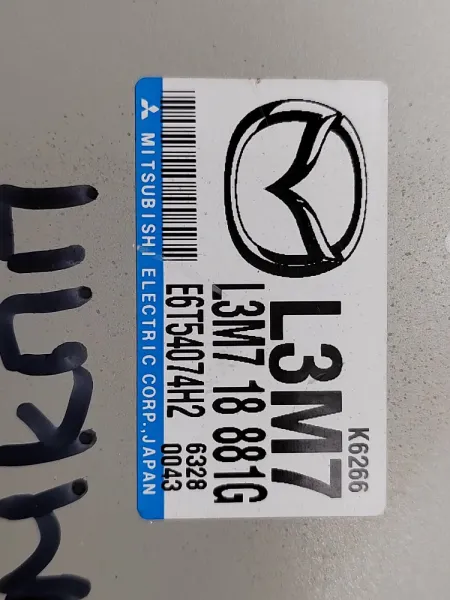 K6266
L3M7
L3M7 18 881G
E6T54074H2
6328
0043
MITSUBISHI ELECTRIC CORP.,JAPAN